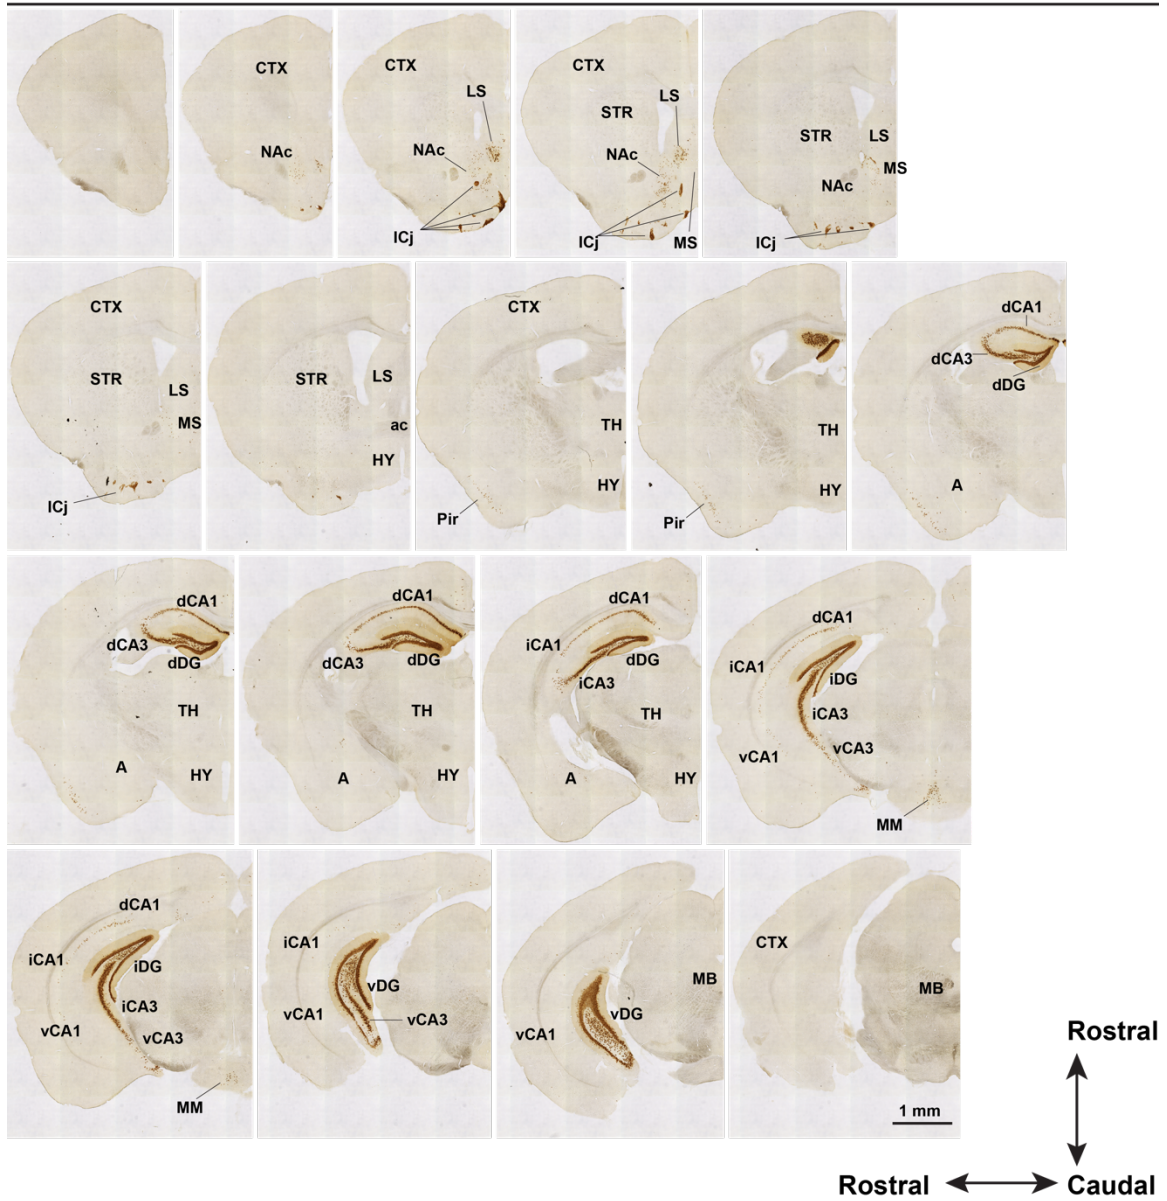 CTX
NAc
CTX
LS
NAc
ICj
CTX
LS
STR
NAc
ICj
MS
STR
LS
MS
NAc
ICj
CTX
STR
LS
MS
ICj
STR
LS
ac
HY
CTX
TH
HY
Pir
TH
HY
Pir
dCA1
dCA3
dDG
A
dCA1
dCA3
dDG
TH
A
HY
dCA1
dCA3
dDG
TH
A
HY
dCA1
iCA1
dDG
iCA3
TH
A
HY
dCA1
iCA1
iDG
iCA3
vCA1
vCA3
MM
dCA1
iCA1
iDG
iCA3
vCA1
vCA3
MM
iCA1
vDG
vCA1
vCA3
MB
vDG
vCA1
CTX
MB
1 mm
Rostral
Rostral
Caudal